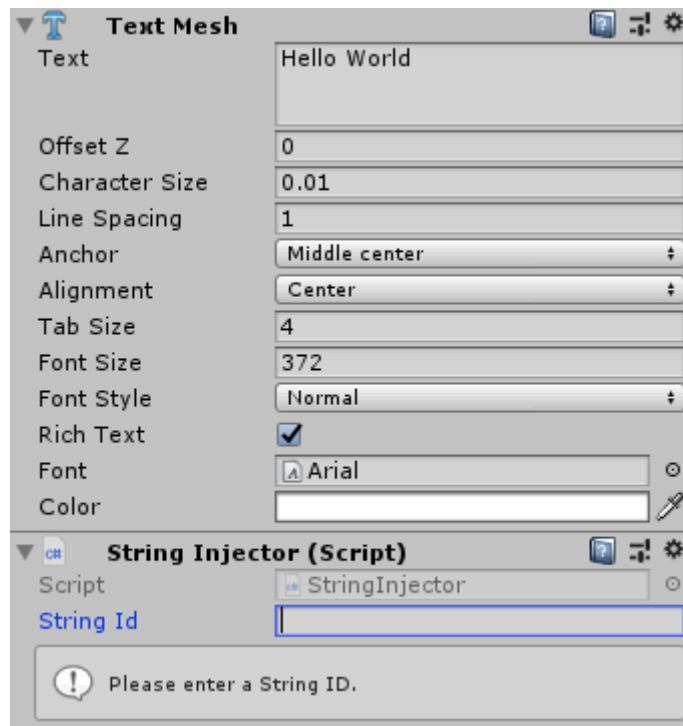 Text Mesh
Text Hello World
Offset Z 0
Character Size 0.01
Line Spacing 1
Anchor Middle center
Alignment Center
Tab Size 4
Font Size 372
Font Style Normal
Rich Text
Font Arial
Color
c# String Injector (Script)
Script StringInjector
String Id
Please enter a String ID.